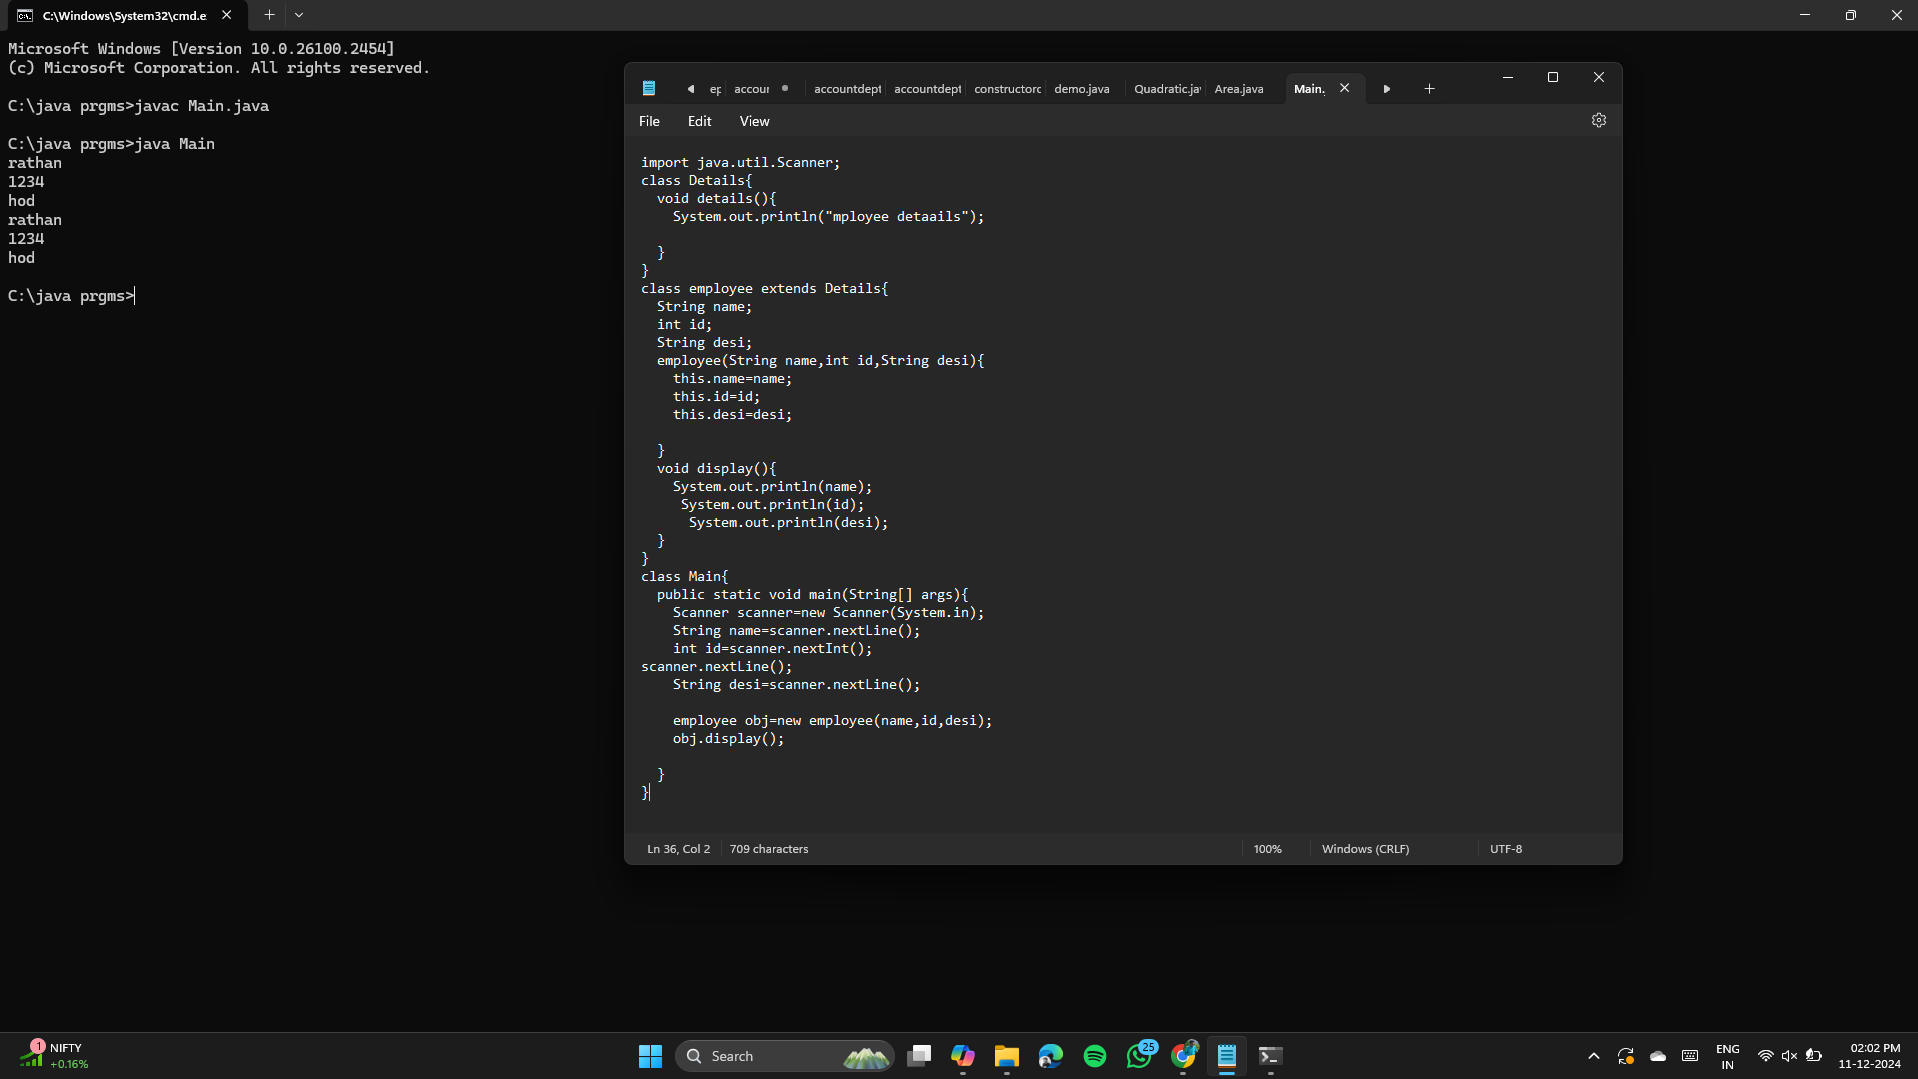 C:\Windows\System32\cmd.e
Microsoft Windows [Version 10.0.26100.2454]
(c) Microsoft Corporation. All rights reserved.
C:\java prgms>javac Main.java
C:\java prgms>java Main
rathan
1234
hod
rathan
1234
hod
C:\java prgms>
ep accour accountdept accountdept constructorc demo.java Quadratic.ja Area.java Main.
File Edit View
import java.util.Scanner;
class Details{
void details(){
System.out.println("mployee detaails");
}
}
class employee extends Details{
String name;
int id;
String desi;
employee(String name,int id,String desi){
this.name=name;
this.id=id;
this.desi=desi;
}
void display(){
System.out.println(name);
System.out.println(id);
System.out.println(desi);
}
}
class Main{
public static void main(String[] args){
Scanner scanner=new Scanner(System.in);
String name=scanner.nextLine();
int id=scanner.nextInt();
scanner.nextLine();
String desi=scanner.nextLine();
employee obj=new employee(name,id,desi);
obj.display();
}
}
Ln 36, Col 2 709 characters 100% Windows (CRLF) UTF-8
1 NIFTY
+0.16%
Search
25
ENG
IN
02:02 PM
11-12-2024